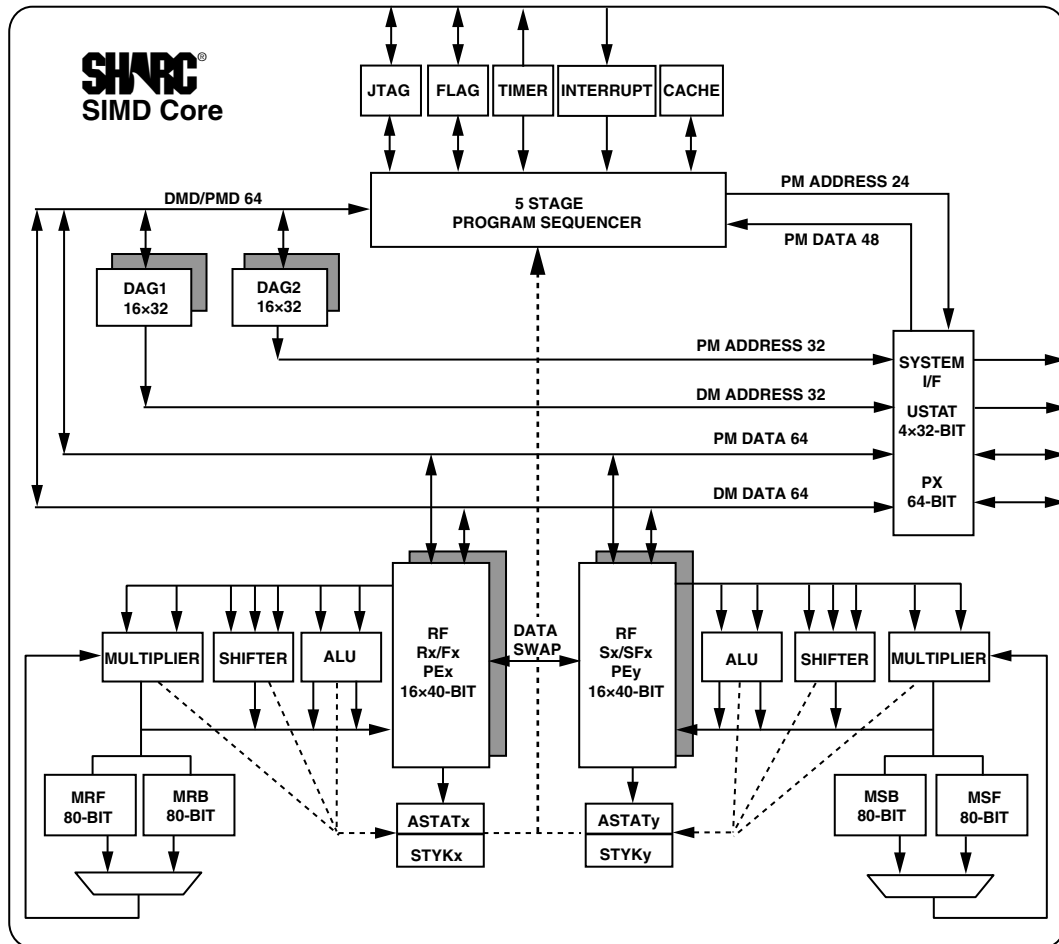 SHARC®
SIMD Core
JTAG
FLAG
TIMER
INTERRUPT
CACHE
DMD/PMD 64
5 STAGE
PROGRAM SEQUENCER
PM ADDRESS 24
PM DATA 48
DAG1
16×32
DAG2
16×32
PM ADDRESS 32
DM ADDRESS 32
PM DATA 64
DM DATA 64
SYSTEM
I/F
USTAT
4×32-BIT
PX
64-BIT
MULTIPLIER
SHIFTER
ALU
RF
Rx/Fx
PEx
16×40-BIT
DATA
SWAP
RF
Sx/SFx
PEy
16×40-BIT
ALU
SHIFTER
MULTIPLIER
MRF
80-BIT
MRB
80-BIT
ASTATx
STYKx
ASTATy
STYKy
MSB
80-BIT
MSF
80-BIT